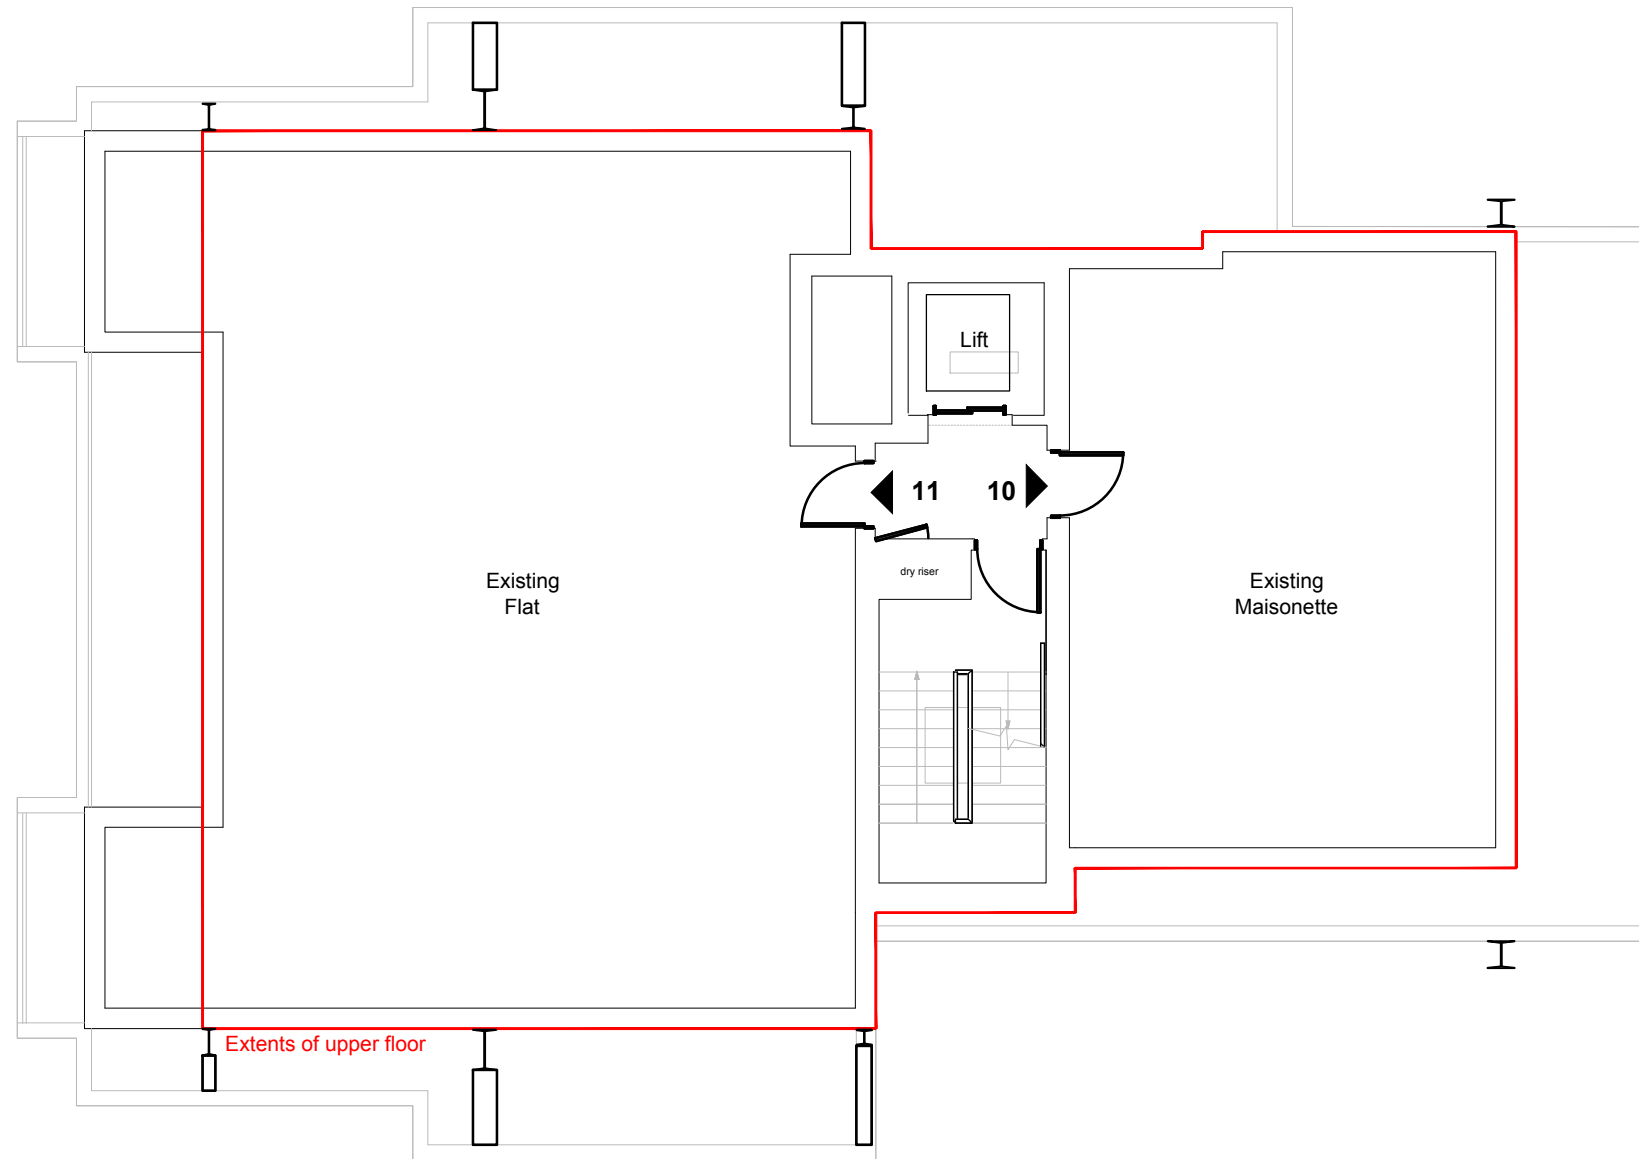 Lift
11
10
dry riser
Existing
Flat
Existing
Maisonette
Extents of upper floor